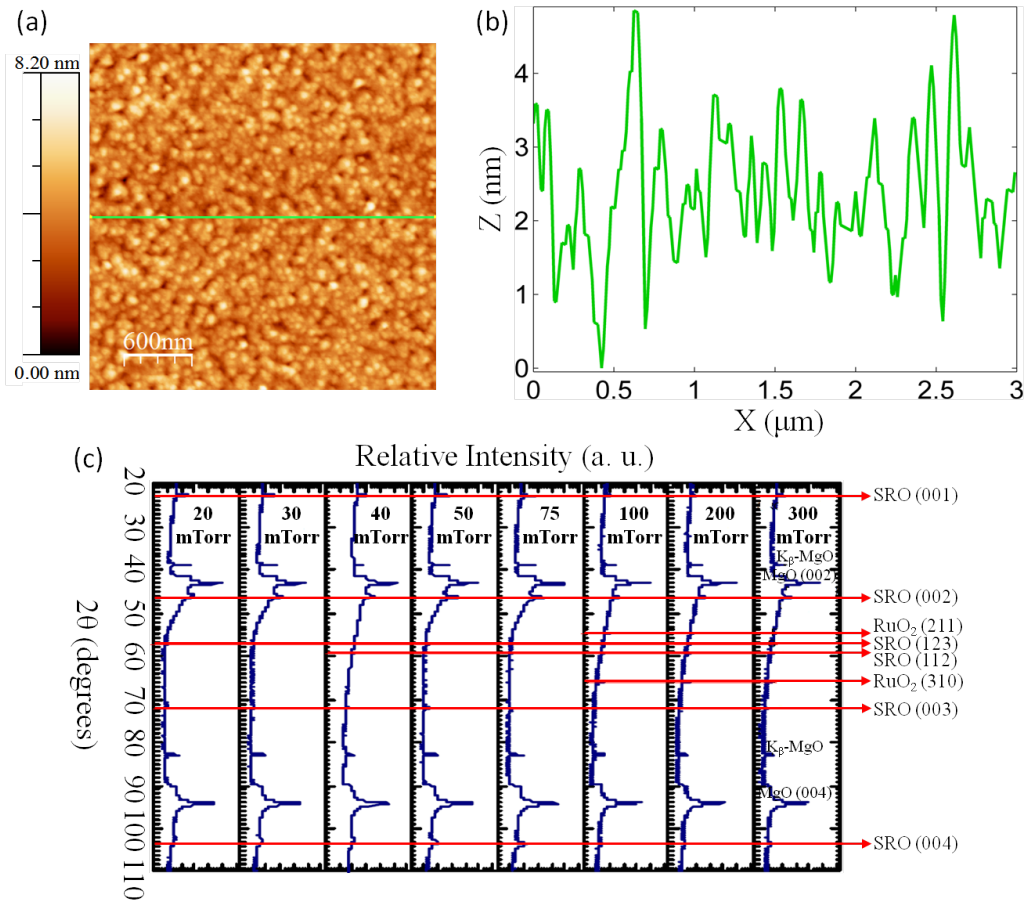 (a)
8.20 nm
0.00 nm
600nm
(b)
Z (nm)
4
3
2
1
0
0 0.5 1 1.5 2 2.5 3
X (μm)
(c)
Relative Intensity (a. u.)
2θ (degrees)
20 30 40 50 60 70 80 90 100 110
20 mTorr
30 mTorr
40 mTorr
50 mTorr
75 mTorr
100 mTorr
200 mTorr
300 mTorr
Kβ-MgO
MgO (002)
Kβ-MgO
MgO (004)
SRO (001)
SRO (002)
RuO₂ (211)
SRO (123)
SRO (112)
RuO₂ (310)
SRO (003)
SRO (004)